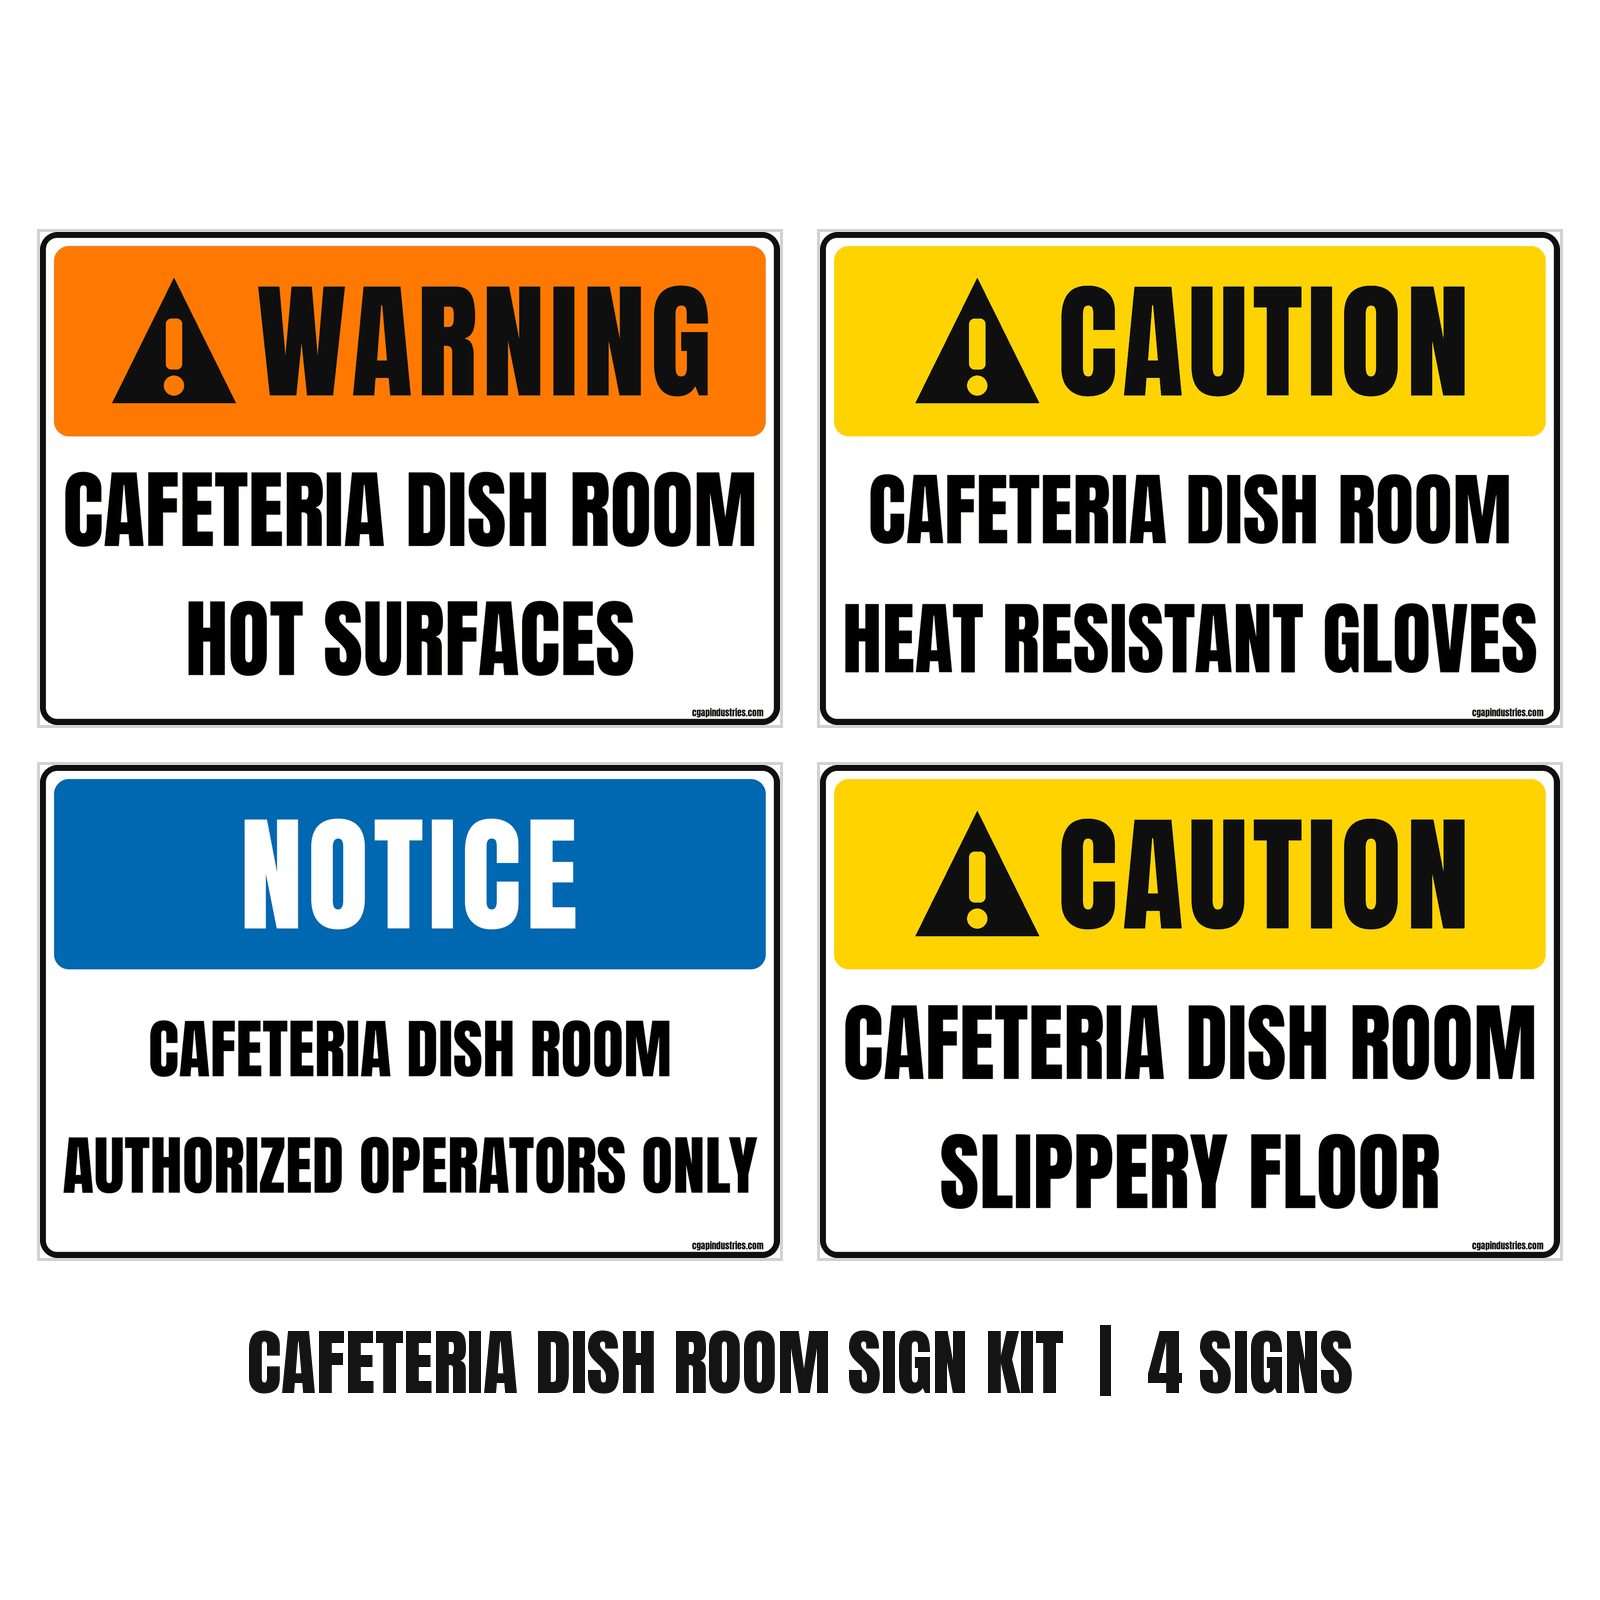 WARNING
CAFETERIA DISH ROOM
HOT SURFACES
cgapindustries.com
CAUTION
CAFETERIA DISH ROOM
HEAT RESISTANT GLOVES
cgapindustries.com
NOTICE
CAFETERIA DISH ROOM
AUTHORIZED OPERATORS ONLY
cgapindustries.com
CAUTION
CAFETERIA DISH ROOM
SLIPPERY FLOOR
cgapindustries.com
CAFETERIA DISH ROOM SIGN KIT | 4 SIGNS